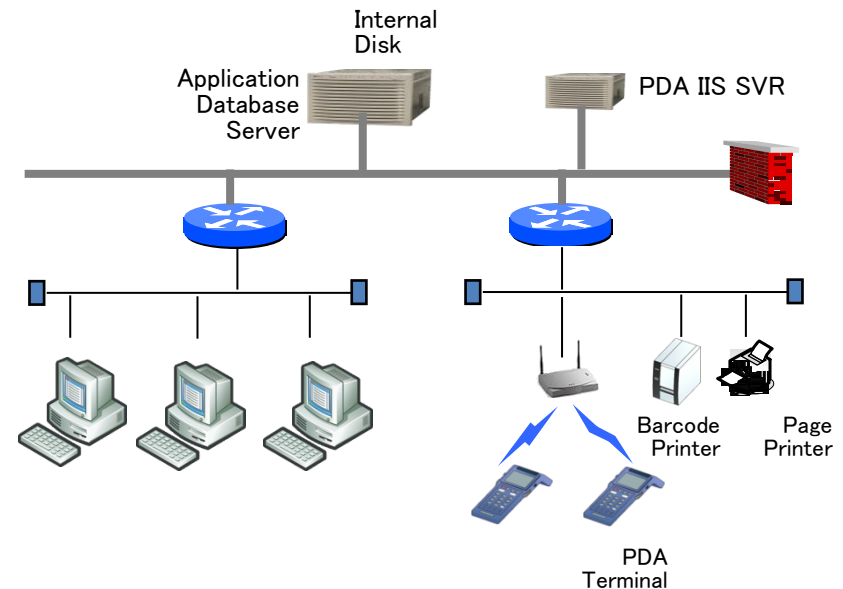 Internal
Disk
Application
Database
Server
PDA IIS SVR
Barcode
Printer
Page
Printer
PDA
Terminal